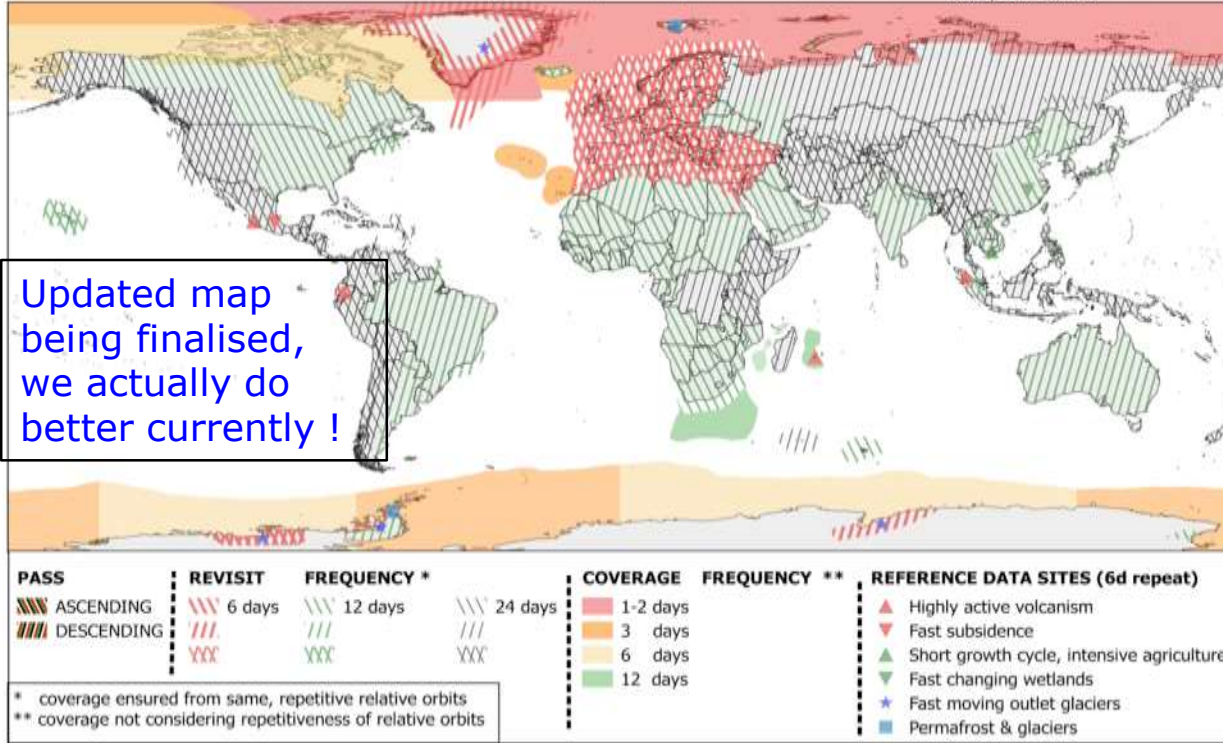 Updated map
being finalised,
we actually do
better currently !
PASS
ASCENDING
DESCENDING
REVISIT FREQUENCY *
6 days 12 days 24 days
COVERAGE FREQUENCY **
1-2 days
3 days
6 days
12 days
REFERENCE DATA SITES (6d repeat)
Highly active volcanism
Fast subsidence
Short growth cycle, intensive agriculture
Fast changing wetlands
Fast moving outlet glaciers
Permafrost & glaciers
* coverage ensured from same, repetitive relative orbits
** coverage not considering repetitiveness of relative orbits